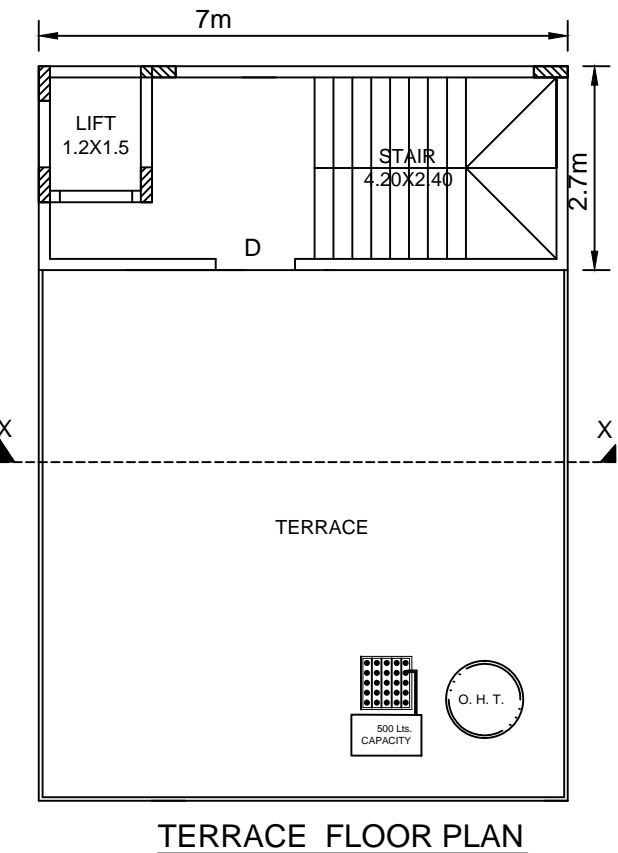 7m
LIFT
1.2X1.5
STAIR
4.20X2.40
2.7m
D
X
X
TERRACE
500 Lts.
CAPACITY
O. H. T.
TERRACE FLOOR PLAN